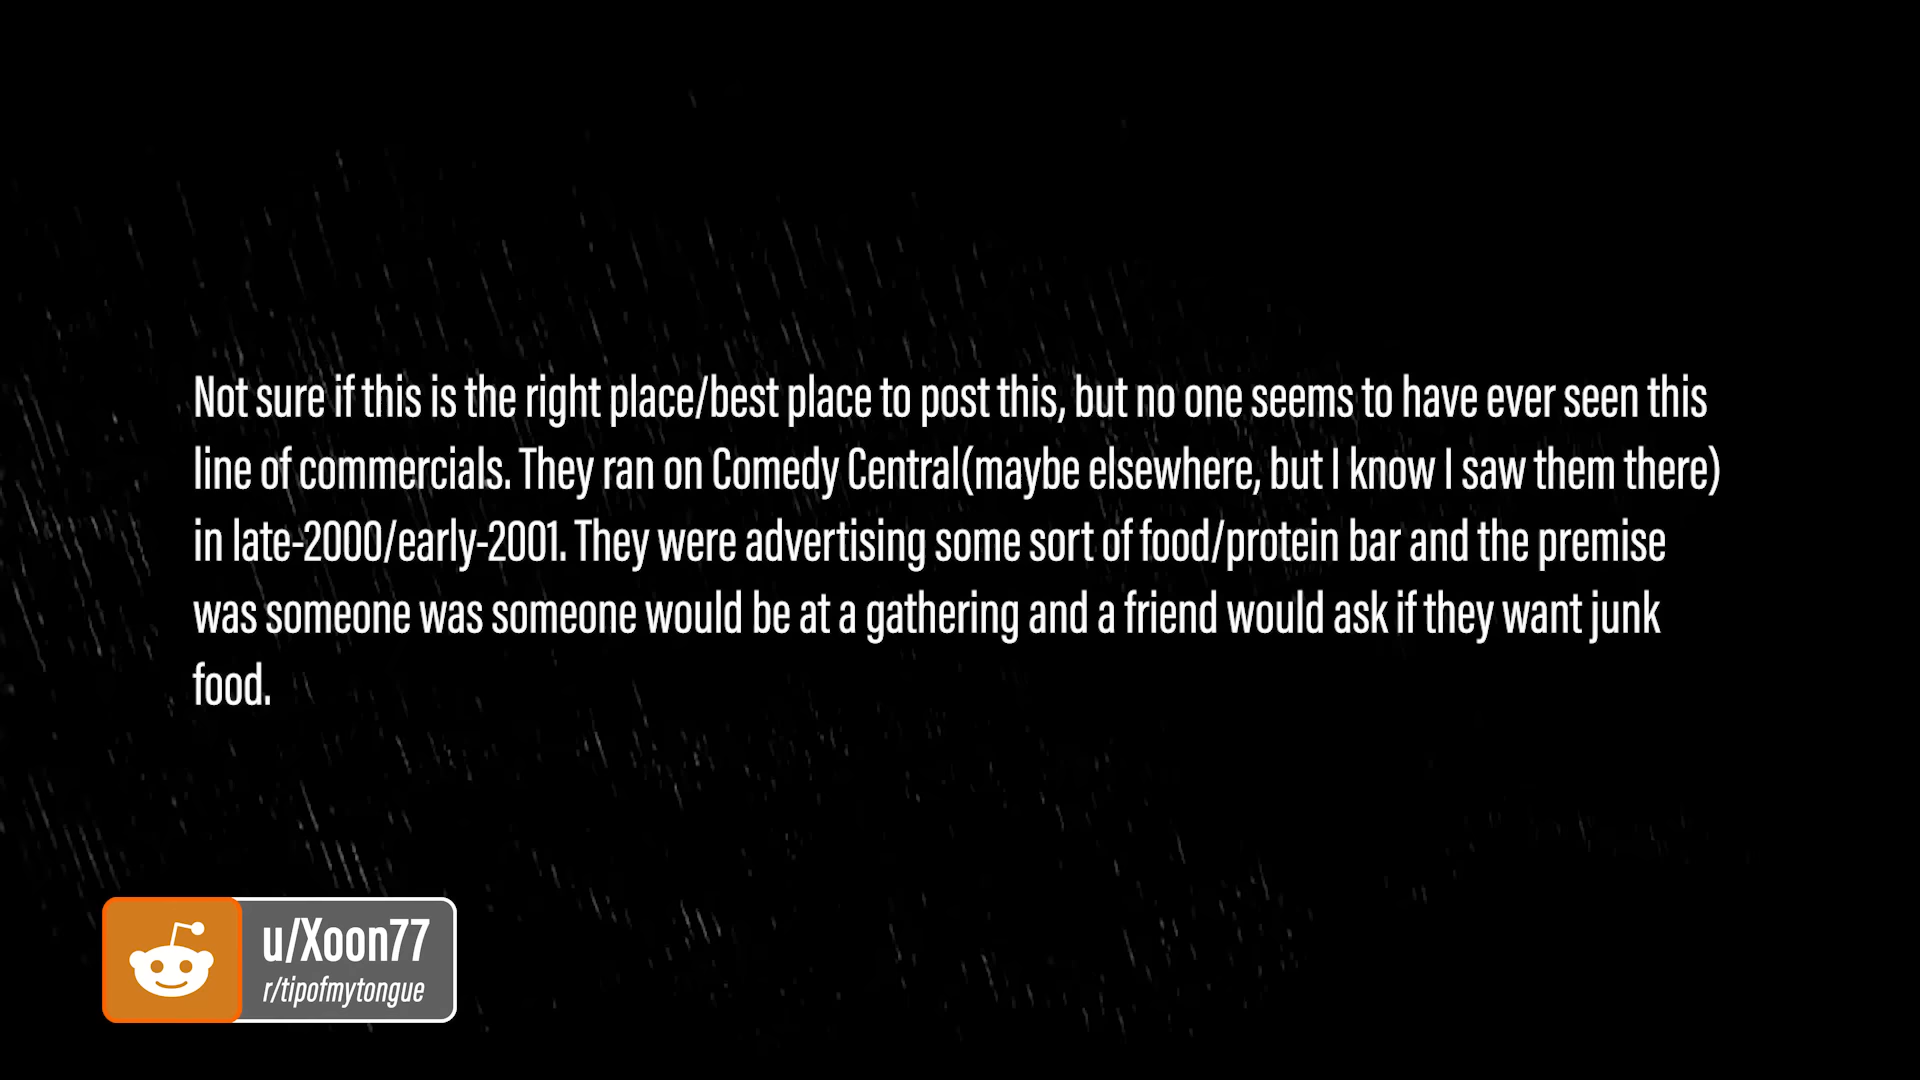 Not sure if this is the right place/best place to post this, but no one seems to have ever seen this
line of commercials. They ran on Comedy Central(maybe elsewhere, but I know I saw them there)
in late-2000/early-2001. They were advertising some sort of food/protein bar and the premise
was someone was someone would be at a gathering and a friend would ask if they want junk
food.
u/Xoon77
r/tipofmytongue